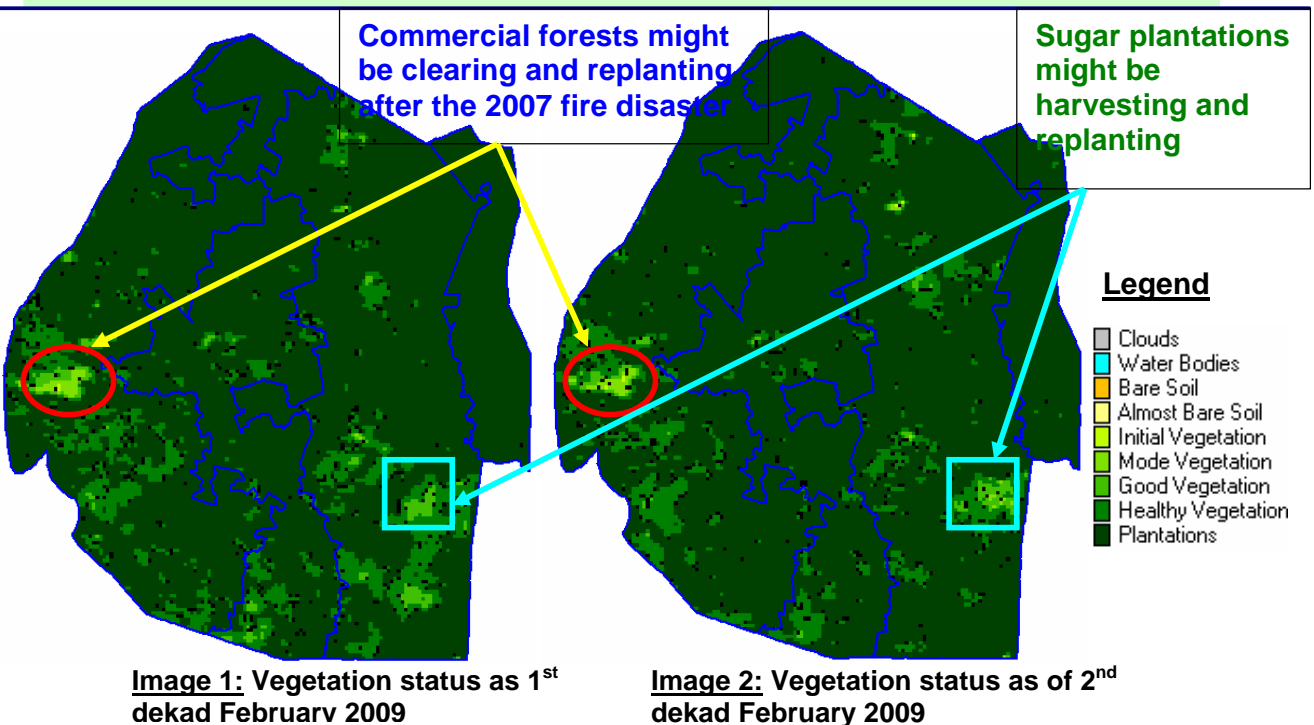 Commercial forests might
be clearing and replanting
after the 2007 fire disaster
Sugar plantations
might be
harvesting and
replanting
Legend
Clouds
Water Bodies
Bare Soil
Almost Bare Soil
Initial Vegetation
Mode Vegetation
Good Vegetation
Healthy Vegetation
Plantations
Image 1: Vegetation status as 1st
dekad February 2009
Image 2: Vegetation status as of 2nd
dekad February 2009